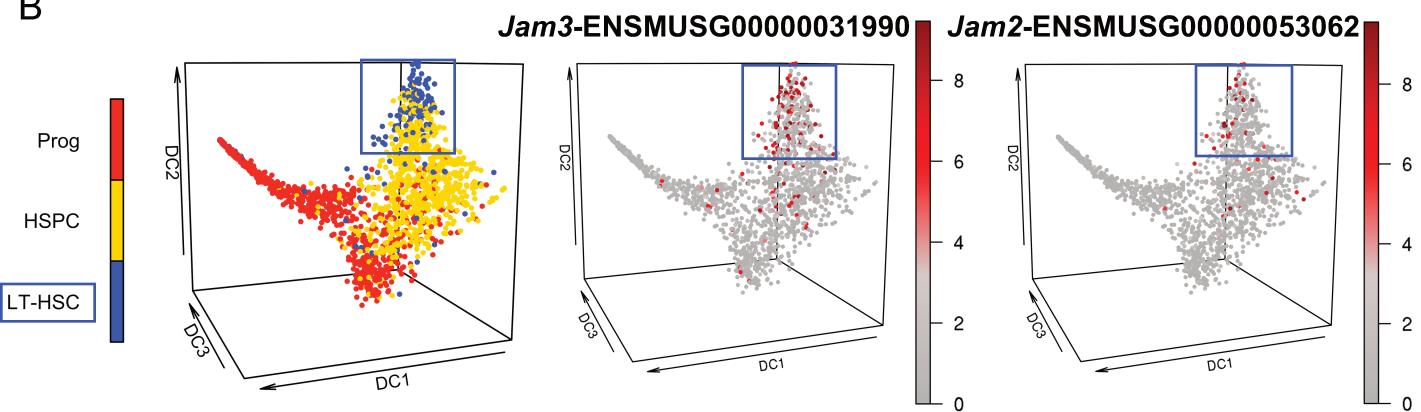 B
Jam3-ENSMUSG00000031990
Jam2-ENSMUSG00000053062
Prog
HSPC
LT-HSC
DC2
DC3
DC1
DC2
DC3
DC1
8
6
4
2
0
DC2
DC3
DC1
8
6
4
2
0